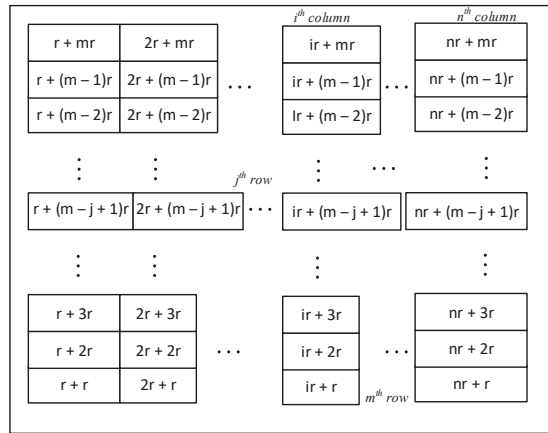 i^th column n^th column
r + mr 2r + mr ir + mr nr + mr
r + (m – 1)r 2r + (m – 1)r ... ir + (m – 1)r ... nr + (m – 1)r
r + (m – 2)r 2r + (m – 2)r Ir + (m – 2)r nr + (m – 2)r
j^th row
r + (m – j + 1)r 2r + (m – j + 1)r ... ir + (m – j + 1)r nr + (m – j + 1)r
r + 3r 2r + 3r ir + 3r nr + 3r
r + 2r 2r + 2r ... ir + 2r ... nr + 2r
r + r 2r + r ir + r nr + r
m^th row